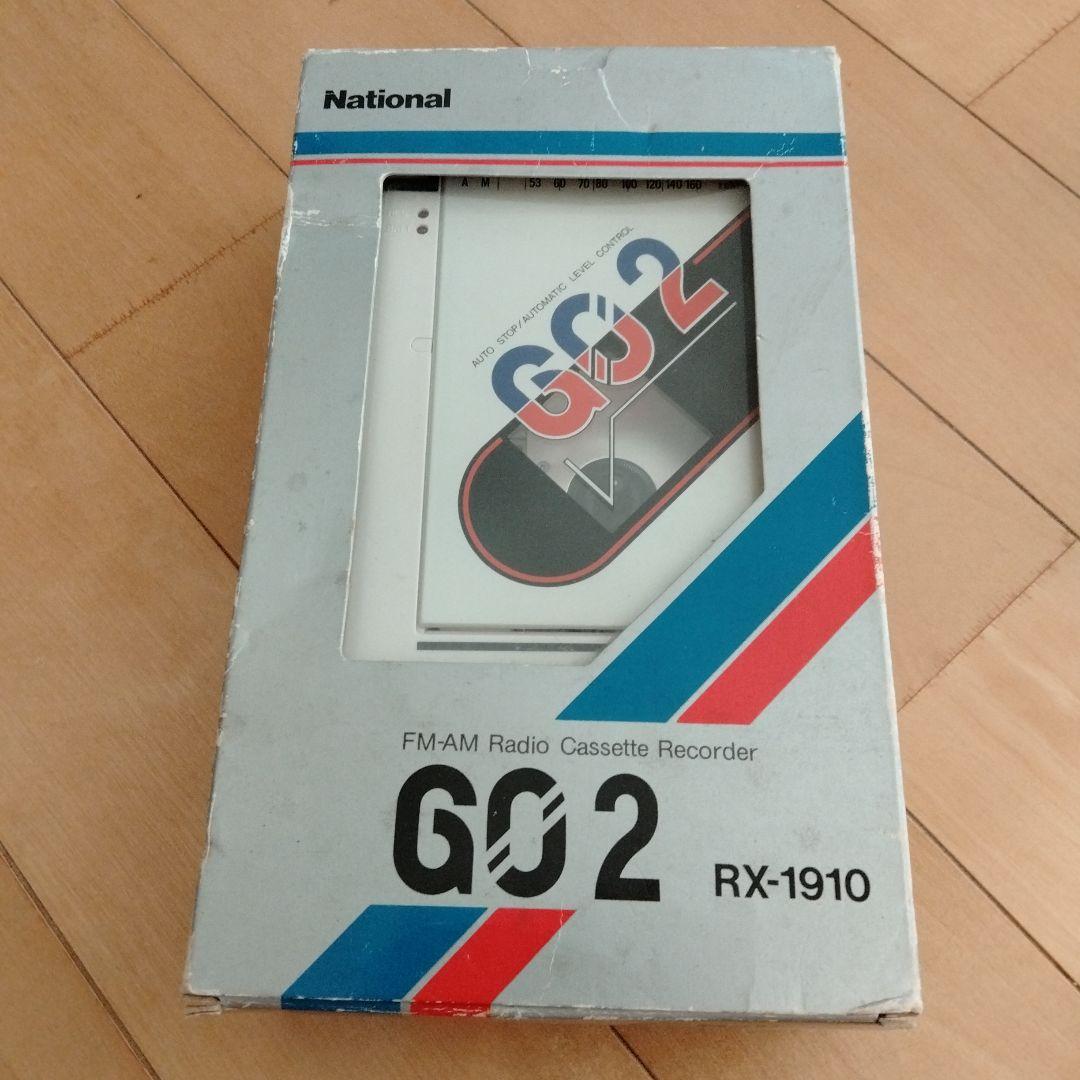 National
A M 53 60 70 80 100 120 140 160
AUTO STOP/AUTOMATIC LEVEL CONTROL
GO 2
FM-AM Radio Cassette Recorder
GO 2
RX-1910